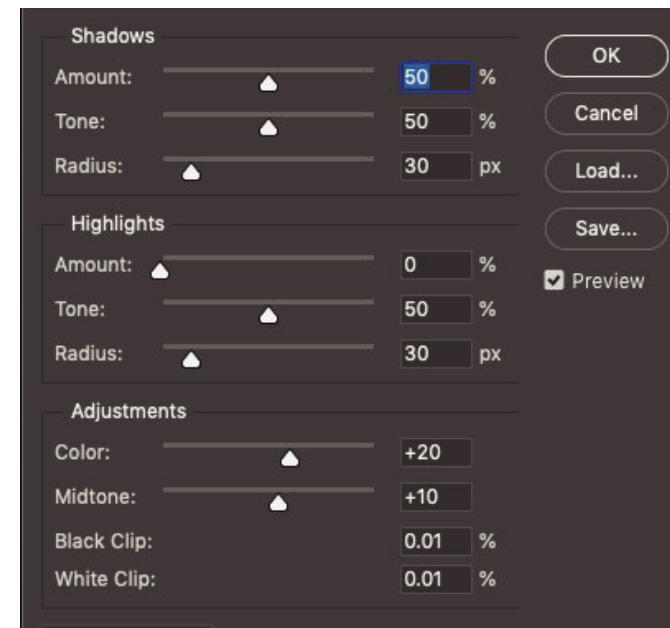 Shadows
Amount: 50 %
Tone: 50 %
Radius: 30 px
Highlights
Amount: 0 %
Tone: 50 %
Radius: 30 px
Adjustments
Color: +20
Midtone: +10
Black Clip: 0.01 %
White Clip: 0.01 %
OK
Cancel
Load...
Save...
Preview